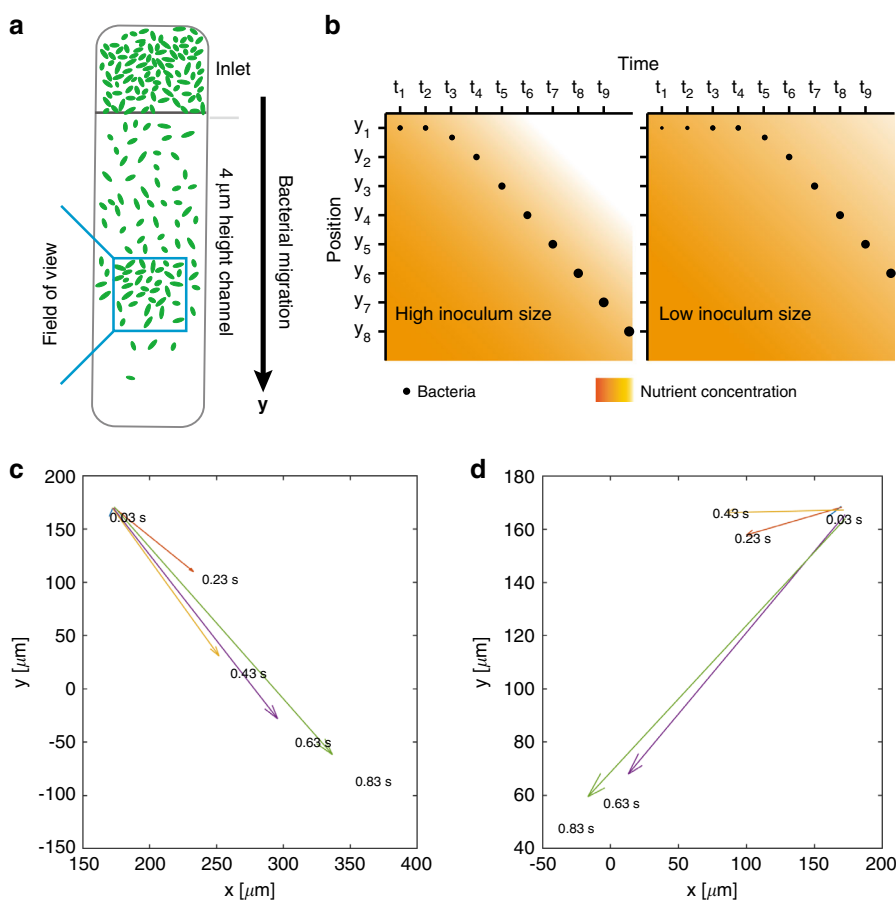 a
Inlet
4 μm height channel
Bacterial migration
Field of view
y
b
Time
t1 t2 t3 t4 t5 t6 t7 t8 t9
t1 t2 t3 t4 t5 t6 t7 t8 t9
Position
y1
y2
y3
y4
y5
y6
y7
y8
High inoculum size
Low inoculum size
Bacteria
Nutrient concentration
c
200
150
100
50
0
-50
-100
-150
y [μm]
0.03 s
0.23 s
0.43 s
0.63 s
0.83 s
150 200 250 300 350 400
x [μm]
d
180
160
140
120
100
80
60
40
y [μm]
0.43 s
0.03 s
0.23 s
0.63 s
0.83 s
-50 0 50 100 150 200
x [μm]